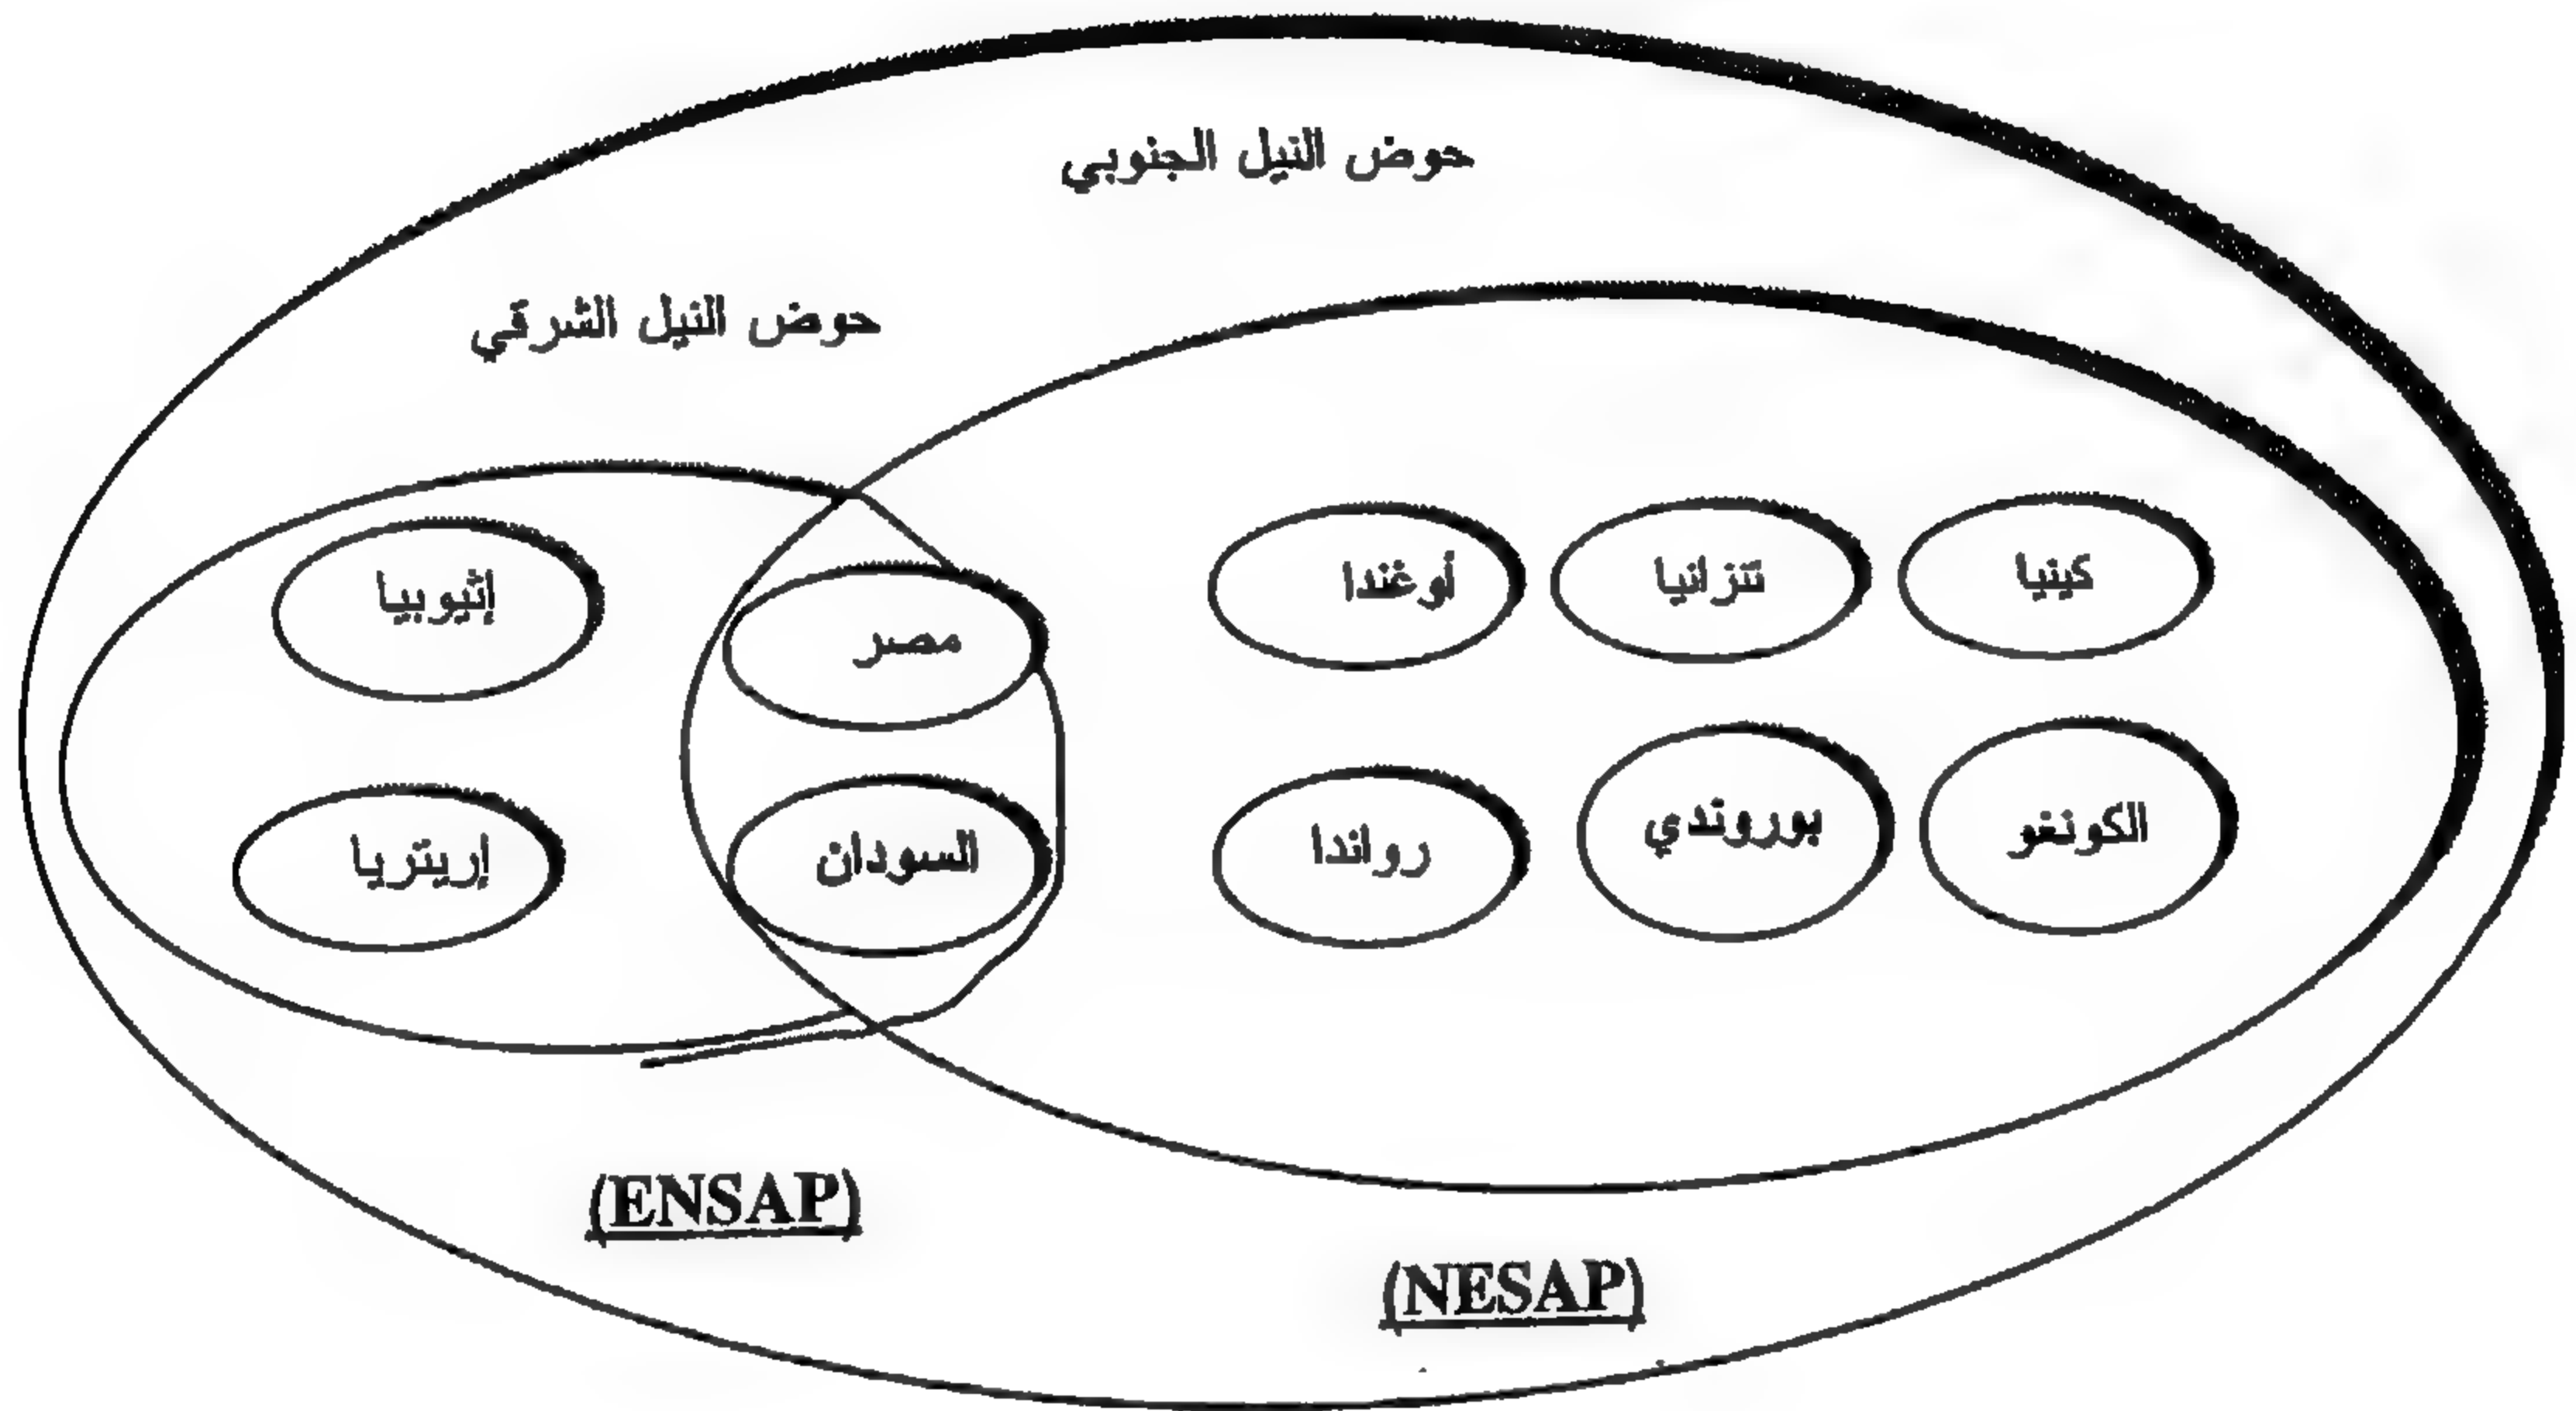 حوض النيل الجنوبي
حوض النيل الشرقي
كينيا
تنزانيا
أوغندا
إثيوبيا
مصر
الكونغو
بوروندي
رواندا
السودان
إريتريا
(ENSAP)
(NESAP)